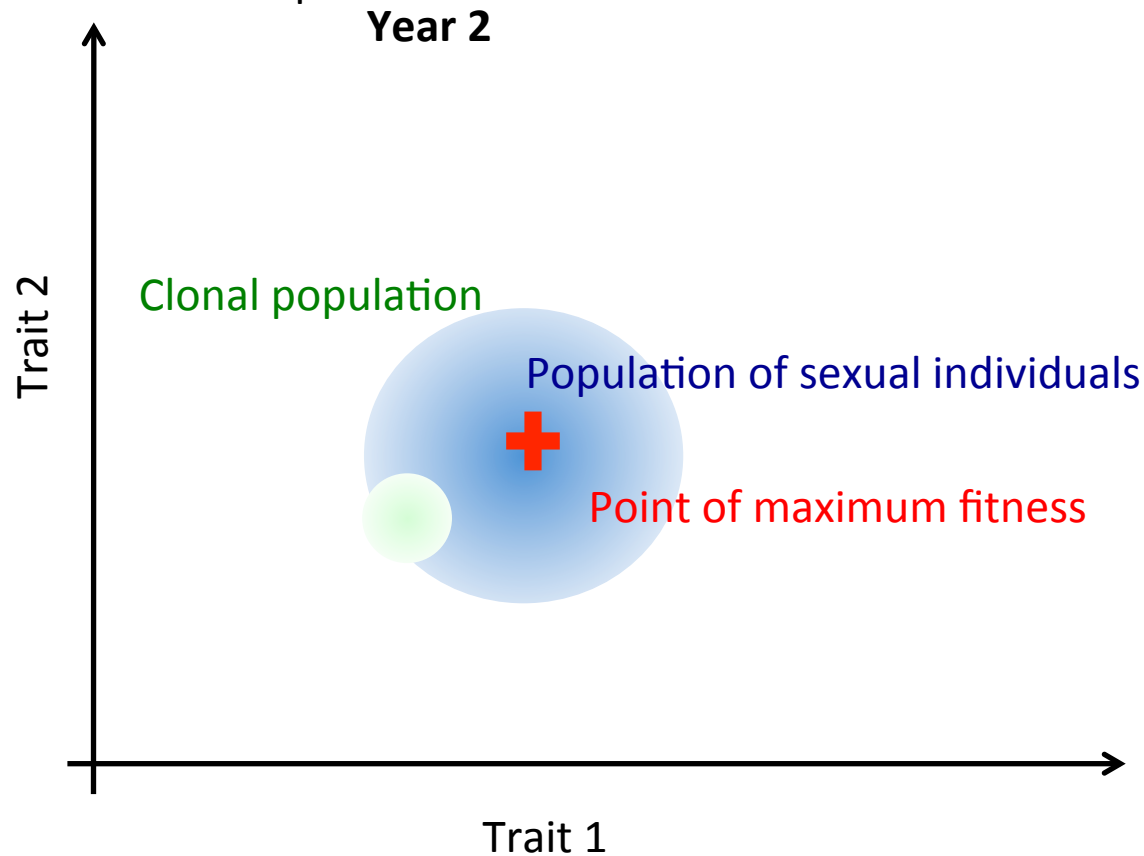 Year 2
Trait 2
Clonal population
Population of sexual individuals
Point of maximum fitness
Trait 1